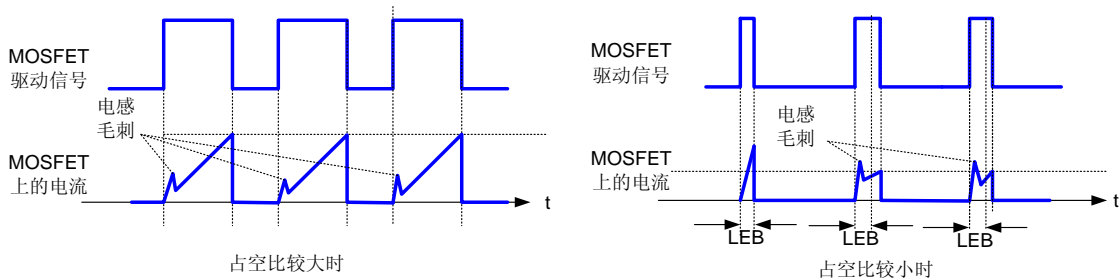 MOSFET
驱动信号
电感
毛刺
MOSFET
上的电流
t
占空比较大时
MOSFET
驱动信号
电感
毛刺
MOSFET
上的电流
t
LEB
LEB
LEB
占空比较小时